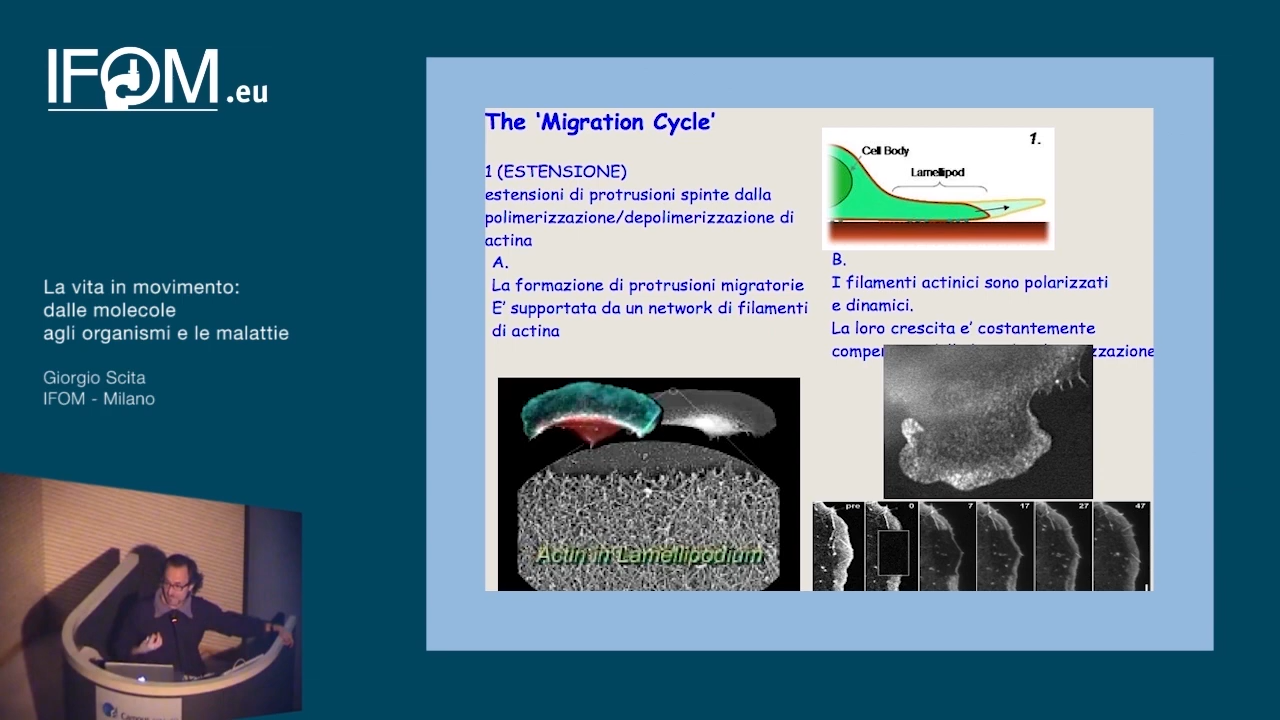 IFOM.eu
La vita in movimento:
dalle molecole
agli organismi e le malattie
Giorgio Scita
IFOM - Milano
The ‘Migration Cycle’
1 (ESTENSIONE)
estensioni di protrusioni spinte dalla
polimerizzazione/depolimerizzazione di
actina
A.
La formazione di protrusioni migratorie
E’ supportata da un network di filamenti
di actina
Actin in Lamellipodium
1.
Cell Body
Lamellipod
B.
I filamenti actinici sono polarizzati
e dinamici.
La loro crescita e’ costantemente
pre 0 7 17 27 47